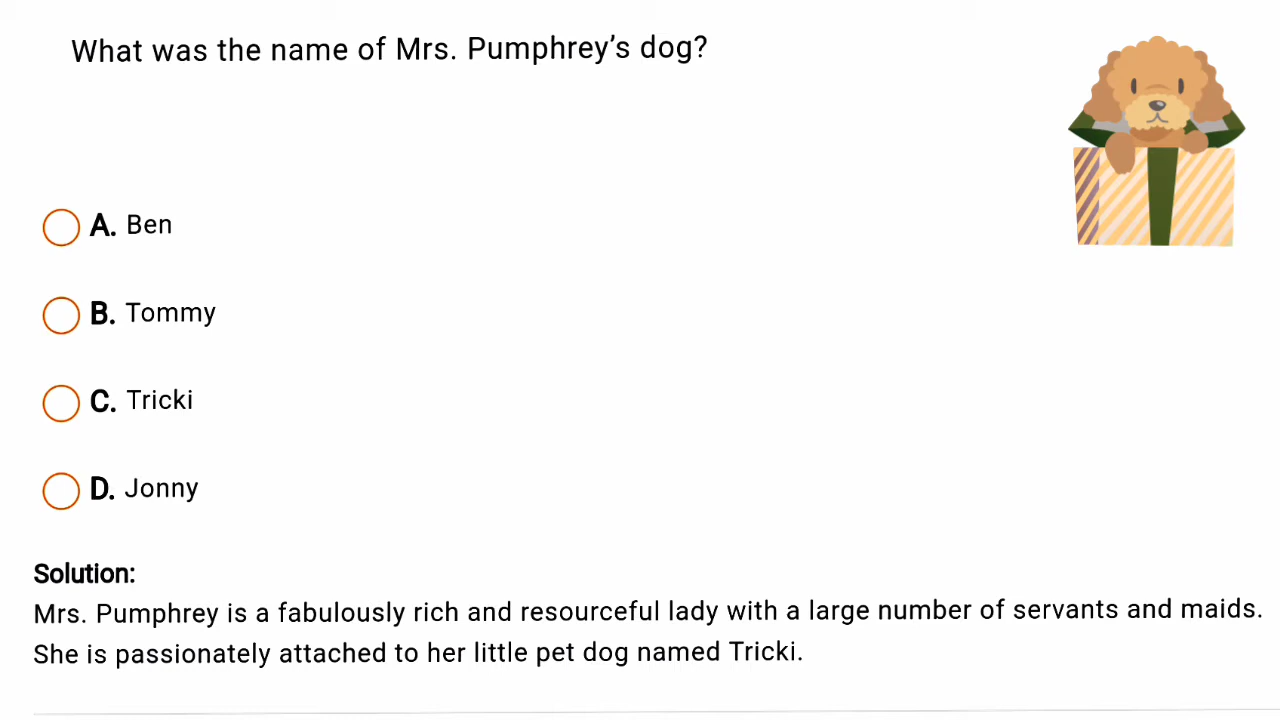 What was the name of Mrs. Pumphrey’s dog?
A. Ben
B. Tommy
C. Tricki
D. Jonny
Solution:
Mrs. Pumphrey is a fabulously rich and resourceful lady with a large number of servants and maids.
She is passionately attached to her little pet dog named Tricki.